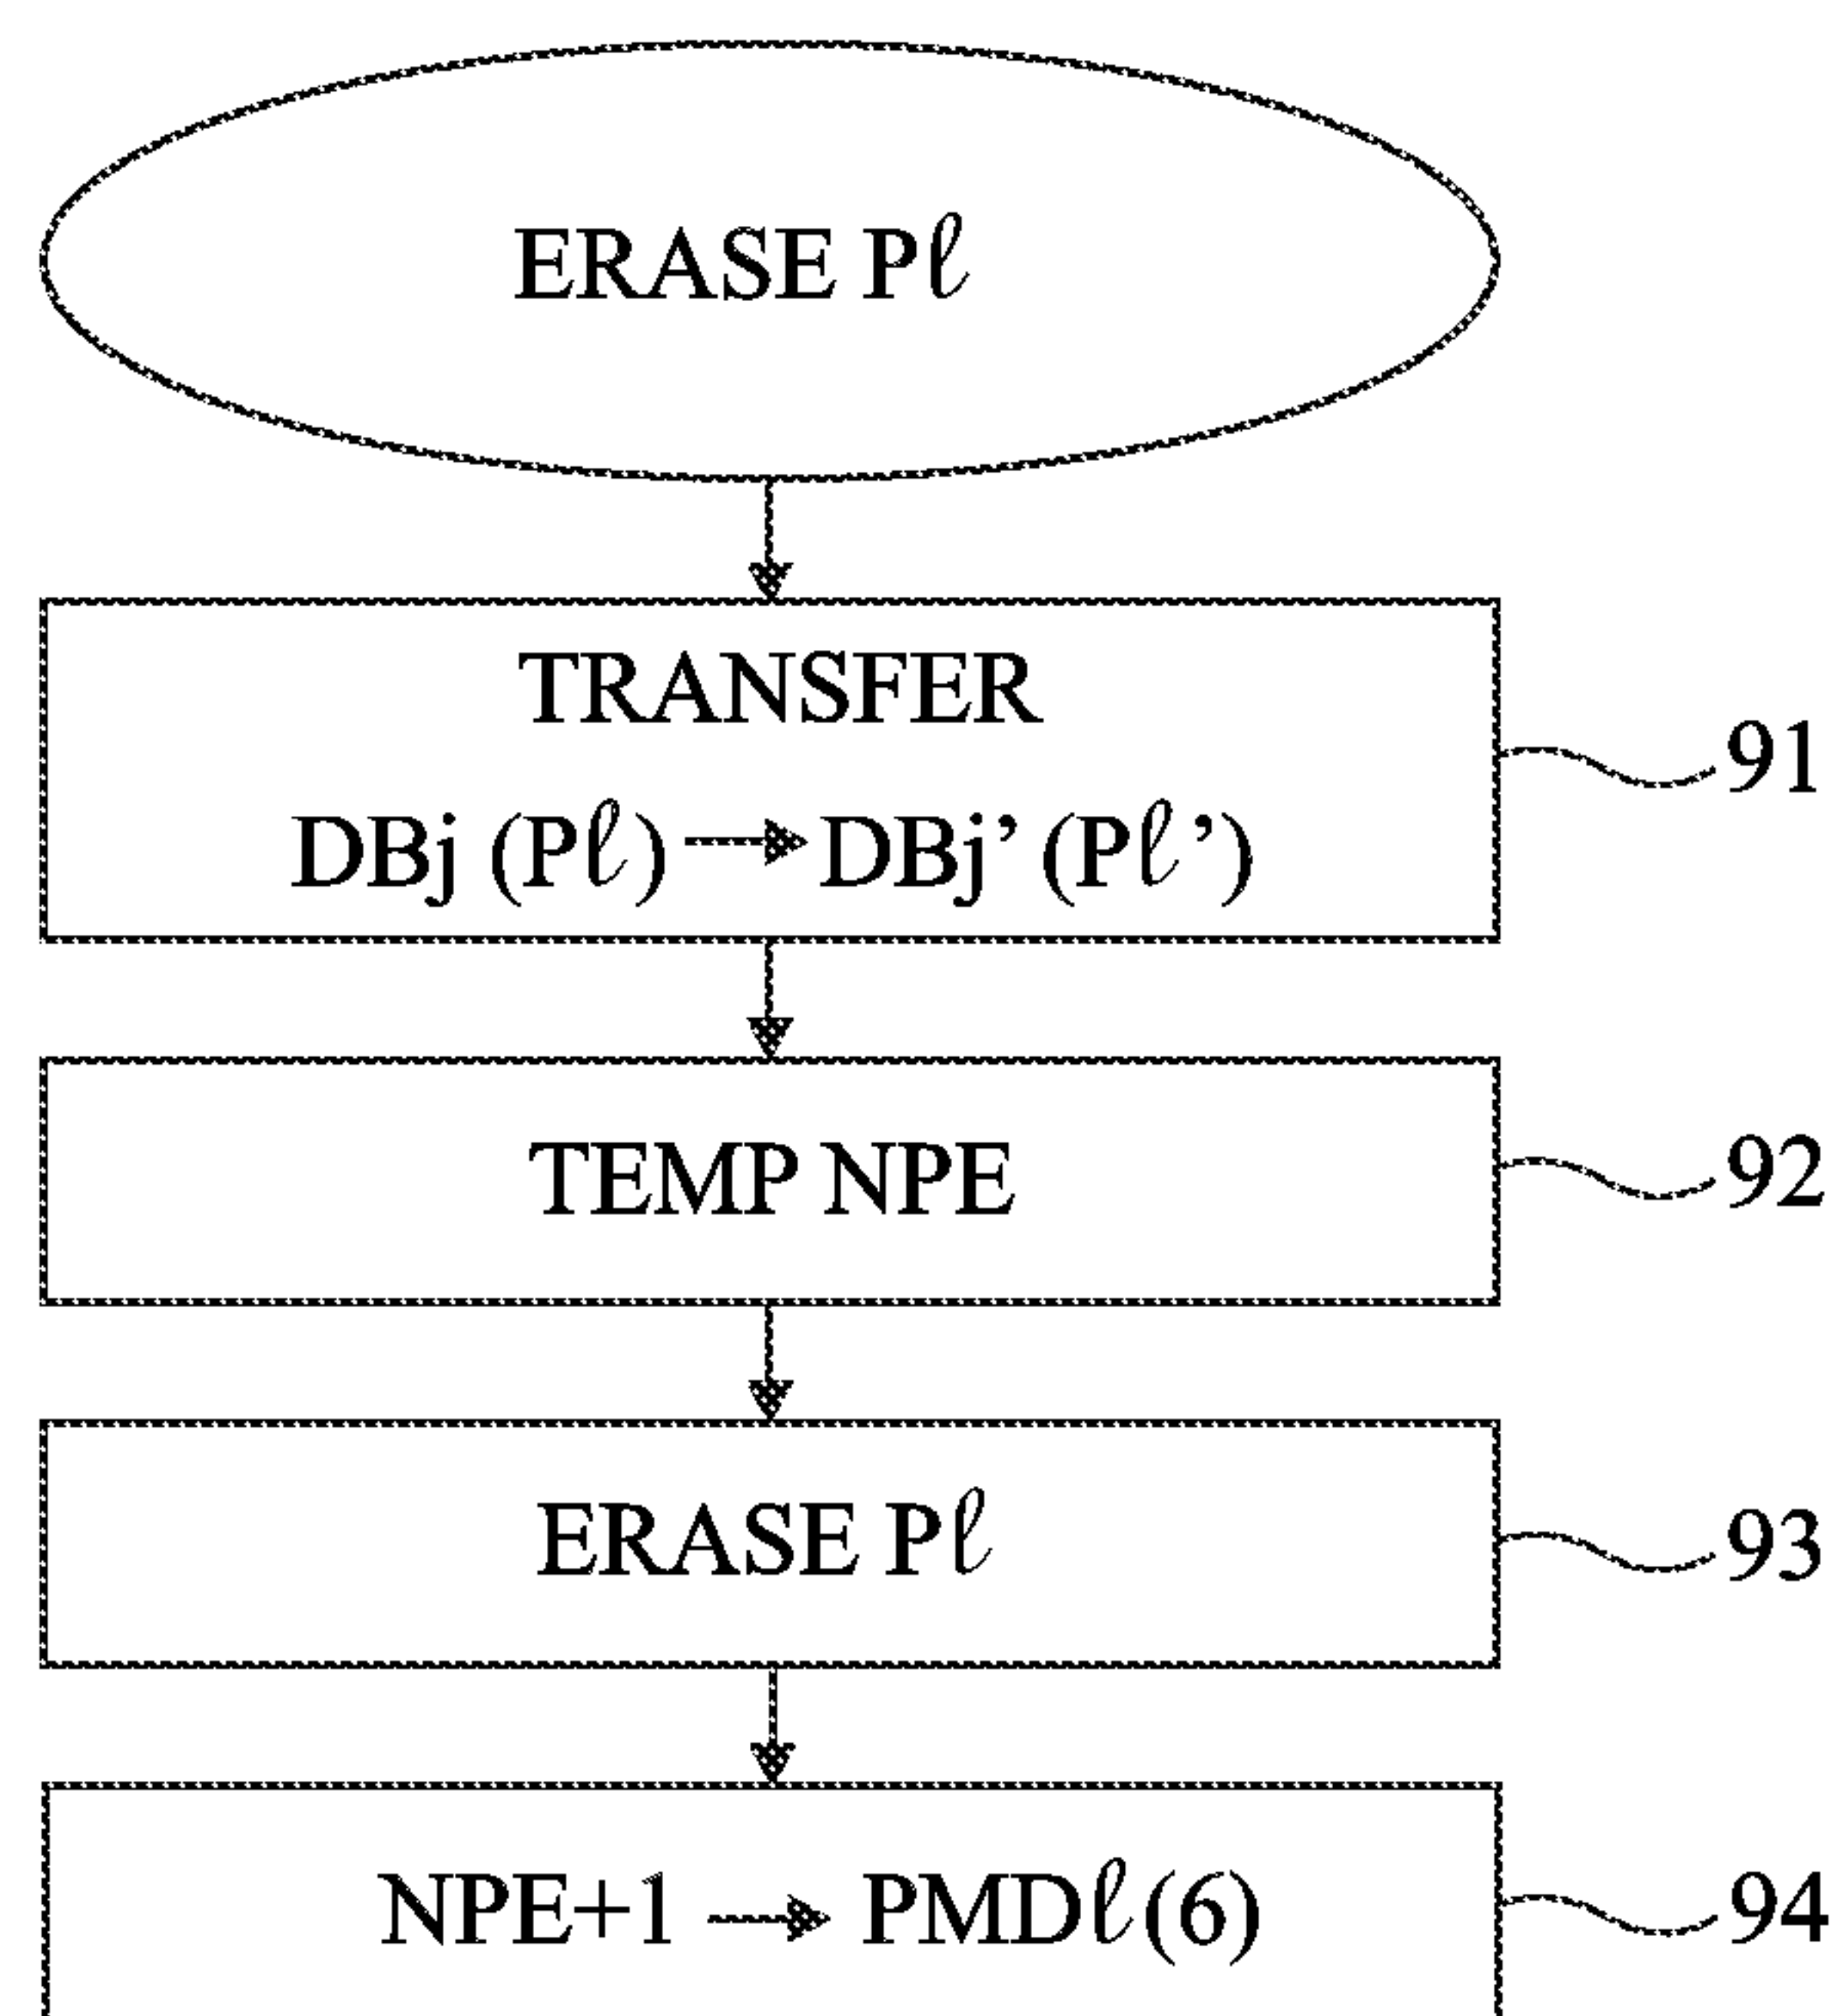 ERASE Pℓ
TRANSFER
DBj (Pℓ) → DBj’ (Pℓ’)
91
TEMP NPE
92
ERASE Pℓ
93
NPE+1 → PMDℓ(6)
94